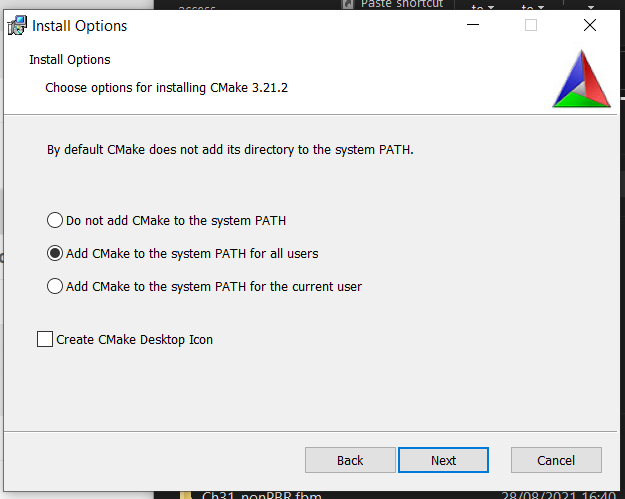 access
Paste shortcut
to
to
Install Options
Install Options
Choose options for installing CMake 3.21.2
By default CMake does not add its directory to the system PATH.
Do not add CMake to the system PATH
Add CMake to the system PATH for all users
Add CMake to the system PATH for the current user
Create CMake Desktop Icon
Back
Next
Cancel
Ch31_nonPBR.fbm
28/08/2021 16:40